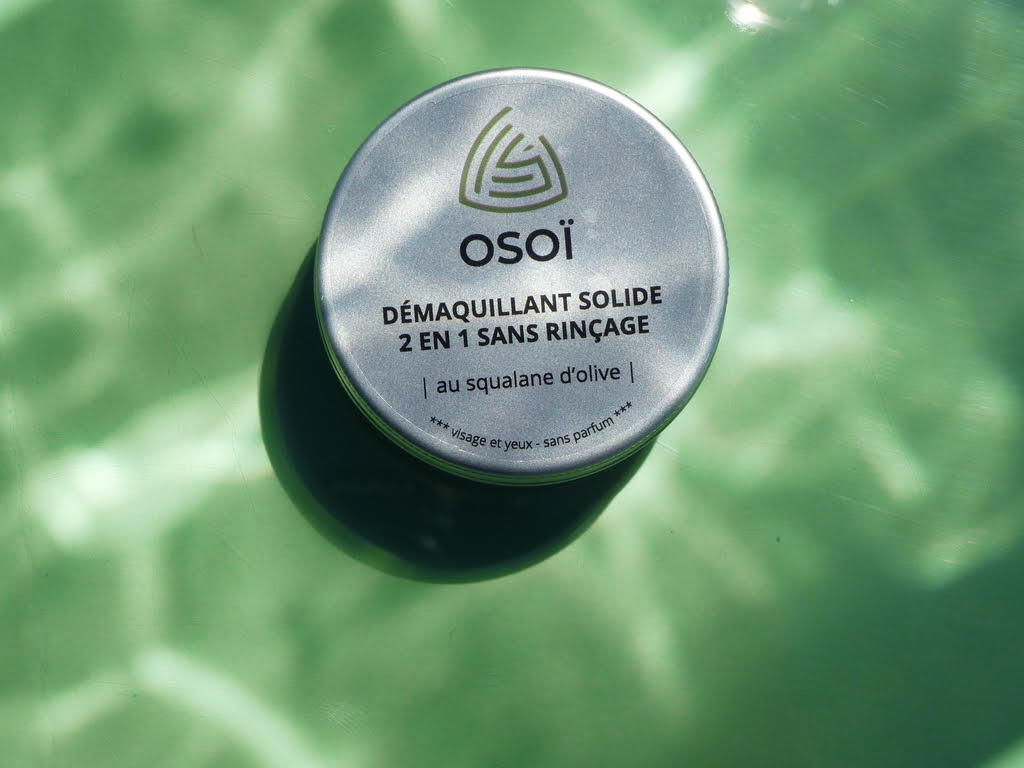 OSOÏ
DÉMAQUILLANT SOLIDE
2 EN 1 SANS RINÇAGE
| au squalane d'olive |
*** visage et yeux - sans parfum ***